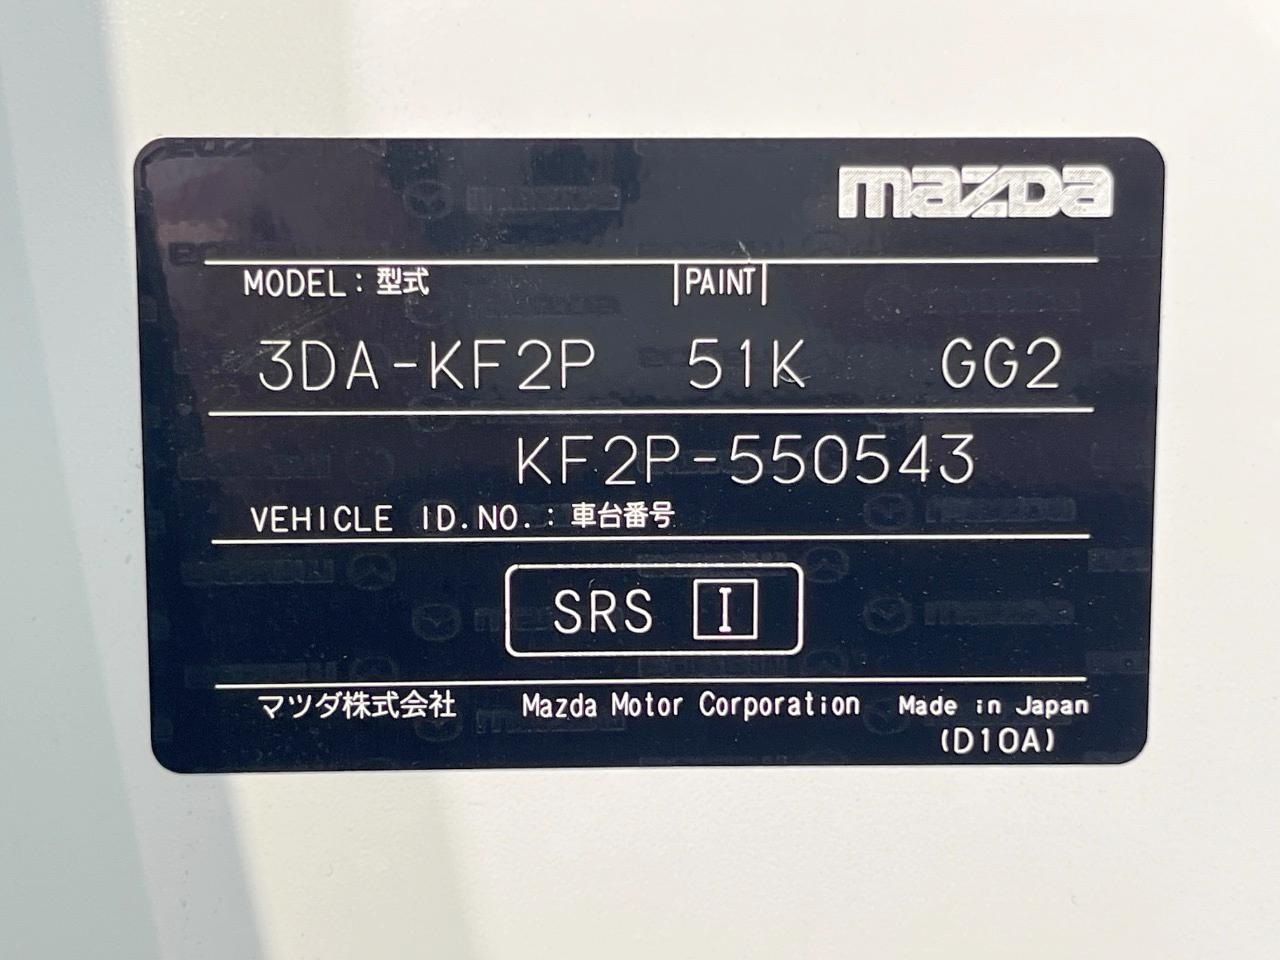 mazda
MODEL : 型式 |PAINT|
3DA-KF2P 51K GG2
KF2P-550543
VEHICLE ID.NO. : 車台番号
SRS I
マツダ株式会社 Mazda Motor Corporation Made in Japan
(D10A)